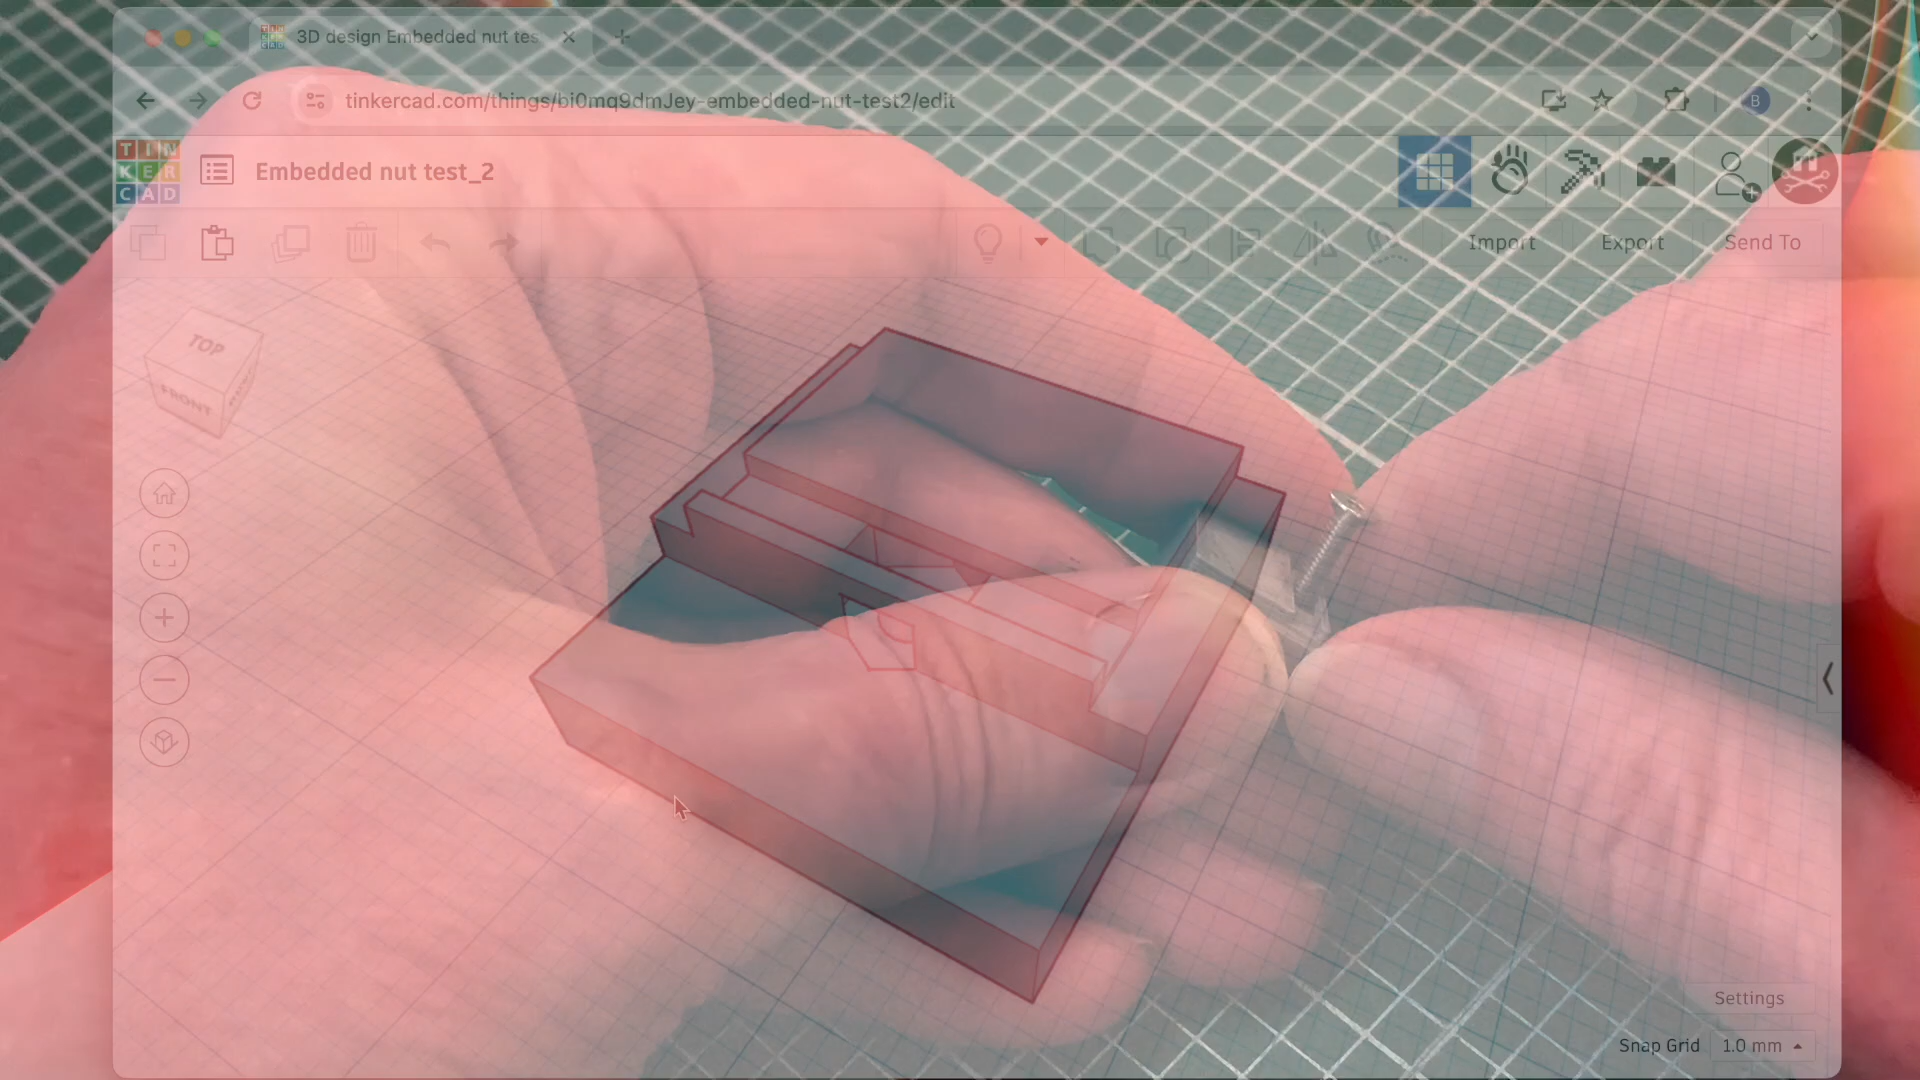 3D design Embedded nut tes
tinkercad.com/things/bi0mq9dmJey-embedded-nut-test2/edit
B
TIN
KER
CAD
Embedded nut test_2
Import
Export
Send To
TOP
FRONT
Settings
Snap Grid
1.0 mm